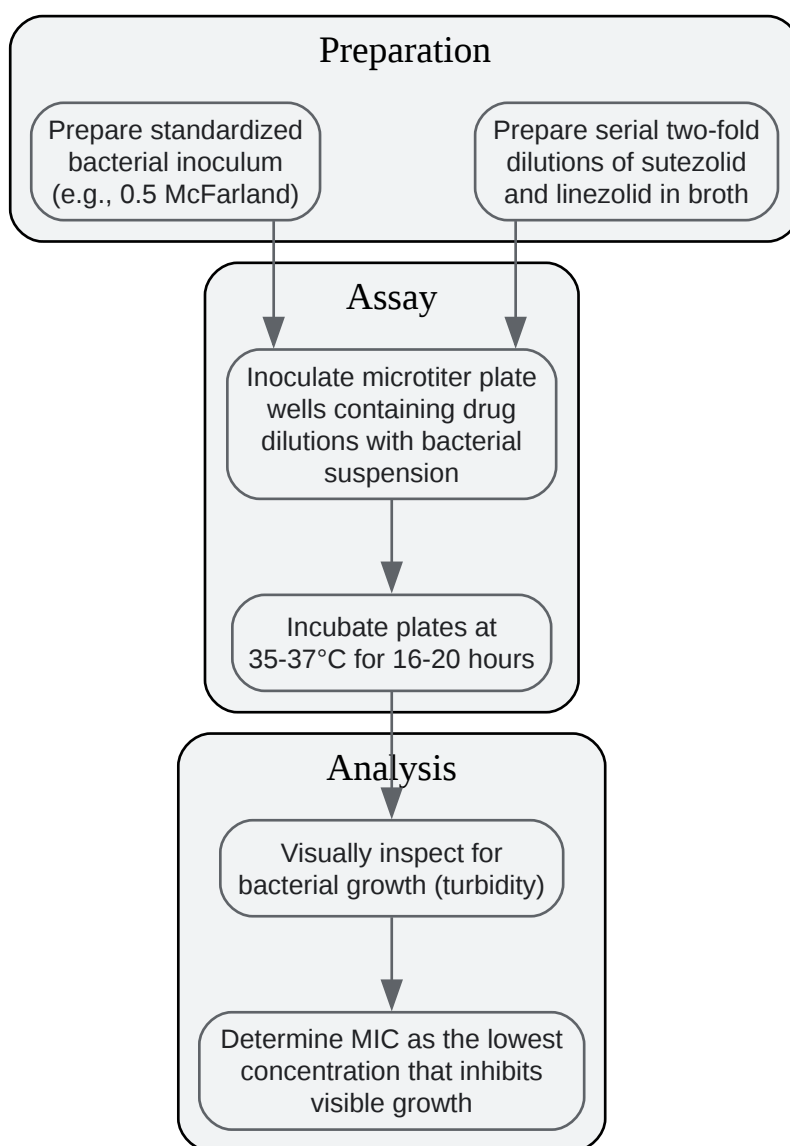 Preparation
Prepare standardized
bacterial inoculum
(e.g., 0.5 McFarland)
Prepare serial two-fold
dilutions of sutezolid
and linezolid in broth
Assay
Inoculate microtiter plate
wells containing drug
dilutions with bacterial
suspension
Incubate plates at
35-37°C for 16-20 hours
Analysis
Visually inspect for
bacterial growth (turbidity)
Determine MIC as the lowest
concentration that inhibits
visible growth